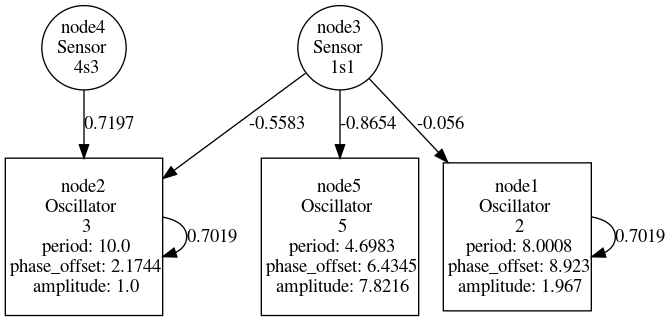 node4
Sensor
4s3
node3
Sensor
1s1
0.7197
-0.5583
-0.8654
-0.056
node2
Oscillator
3
period: 10.0
phase_offset: 2.1744
amplitude: 1.0
0.7019
node5
Oscillator
5
period: 4.6983
phase_offset: 6.4345
amplitude: 7.8216
node1
Oscillator
2
period: 8.0008
phase_offset: 8.923
amplitude: 1.967
0.7019